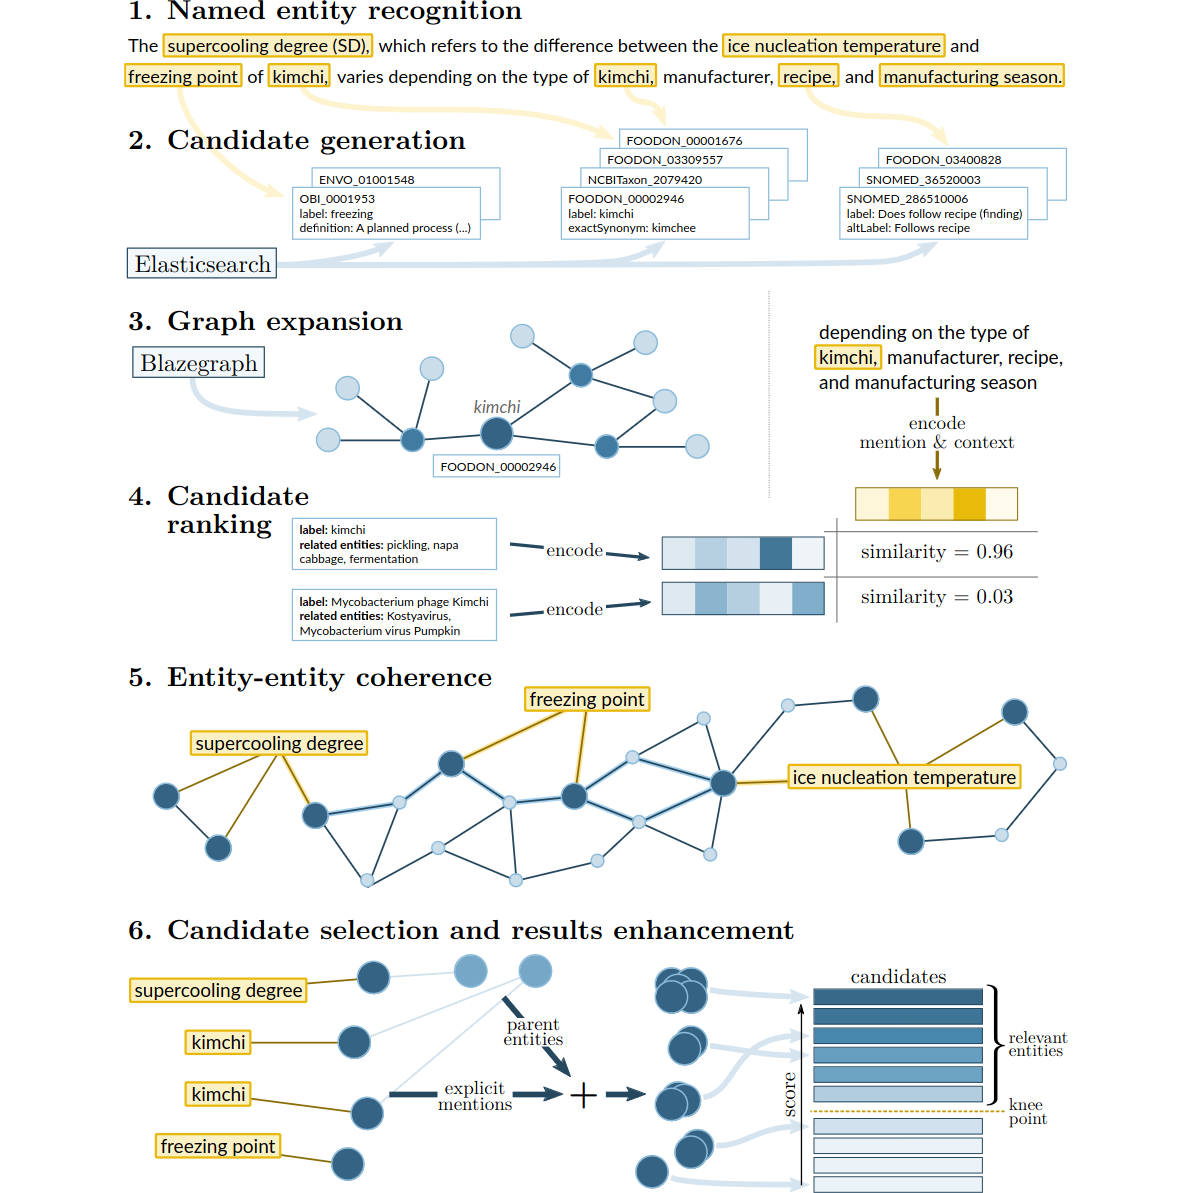 1. Named entity recognition
The supercooling degree (SD), which refers to the difference between the ice nucleation temperature and
freezing point of kimchi, varies depending on the type of kimchi, manufacturer, recipe, and manufacturing season.
2. Candidate generation
ENVO_01001548
OBI_0001953
label: freezing
definition: A planned process (...)
FOODON_00001676
FOODON_03309557
NCBITaxon_2079420
FOODON_00002946
label: kimchi
exactSynonym: kimchee
FOODON_03400828
SNOMED_36520003
SNOMED_286510006
label: Does follow recipe (finding)
altLabel: Follows recipe
Elasticsearch
3. Graph expansion
Blazegraph
kimchi
FOODON_00002946
depending on the type of
kimchi, manufacturer, recipe,
and manufacturing season
encode
mention & context
4. Candidate
ranking
label: kimchi
related entities: pickling, napa
cabbage, fermentation
encode
similarity = 0.96
label: Mycobacterium phage Kimchi
related entities: Kostyavirus,
Mycobacterium virus Pumpkin
encode
similarity = 0.03
5. Entity-entity coherence
freezing point
supercooling degree
ice nucleation temperature
6. Candidate selection and results enhancement
supercooling degree
kimchi
kimchi
freezing point
parent
entities
explicit
mentions
+
candidates
score
relevant
entities
knee
point